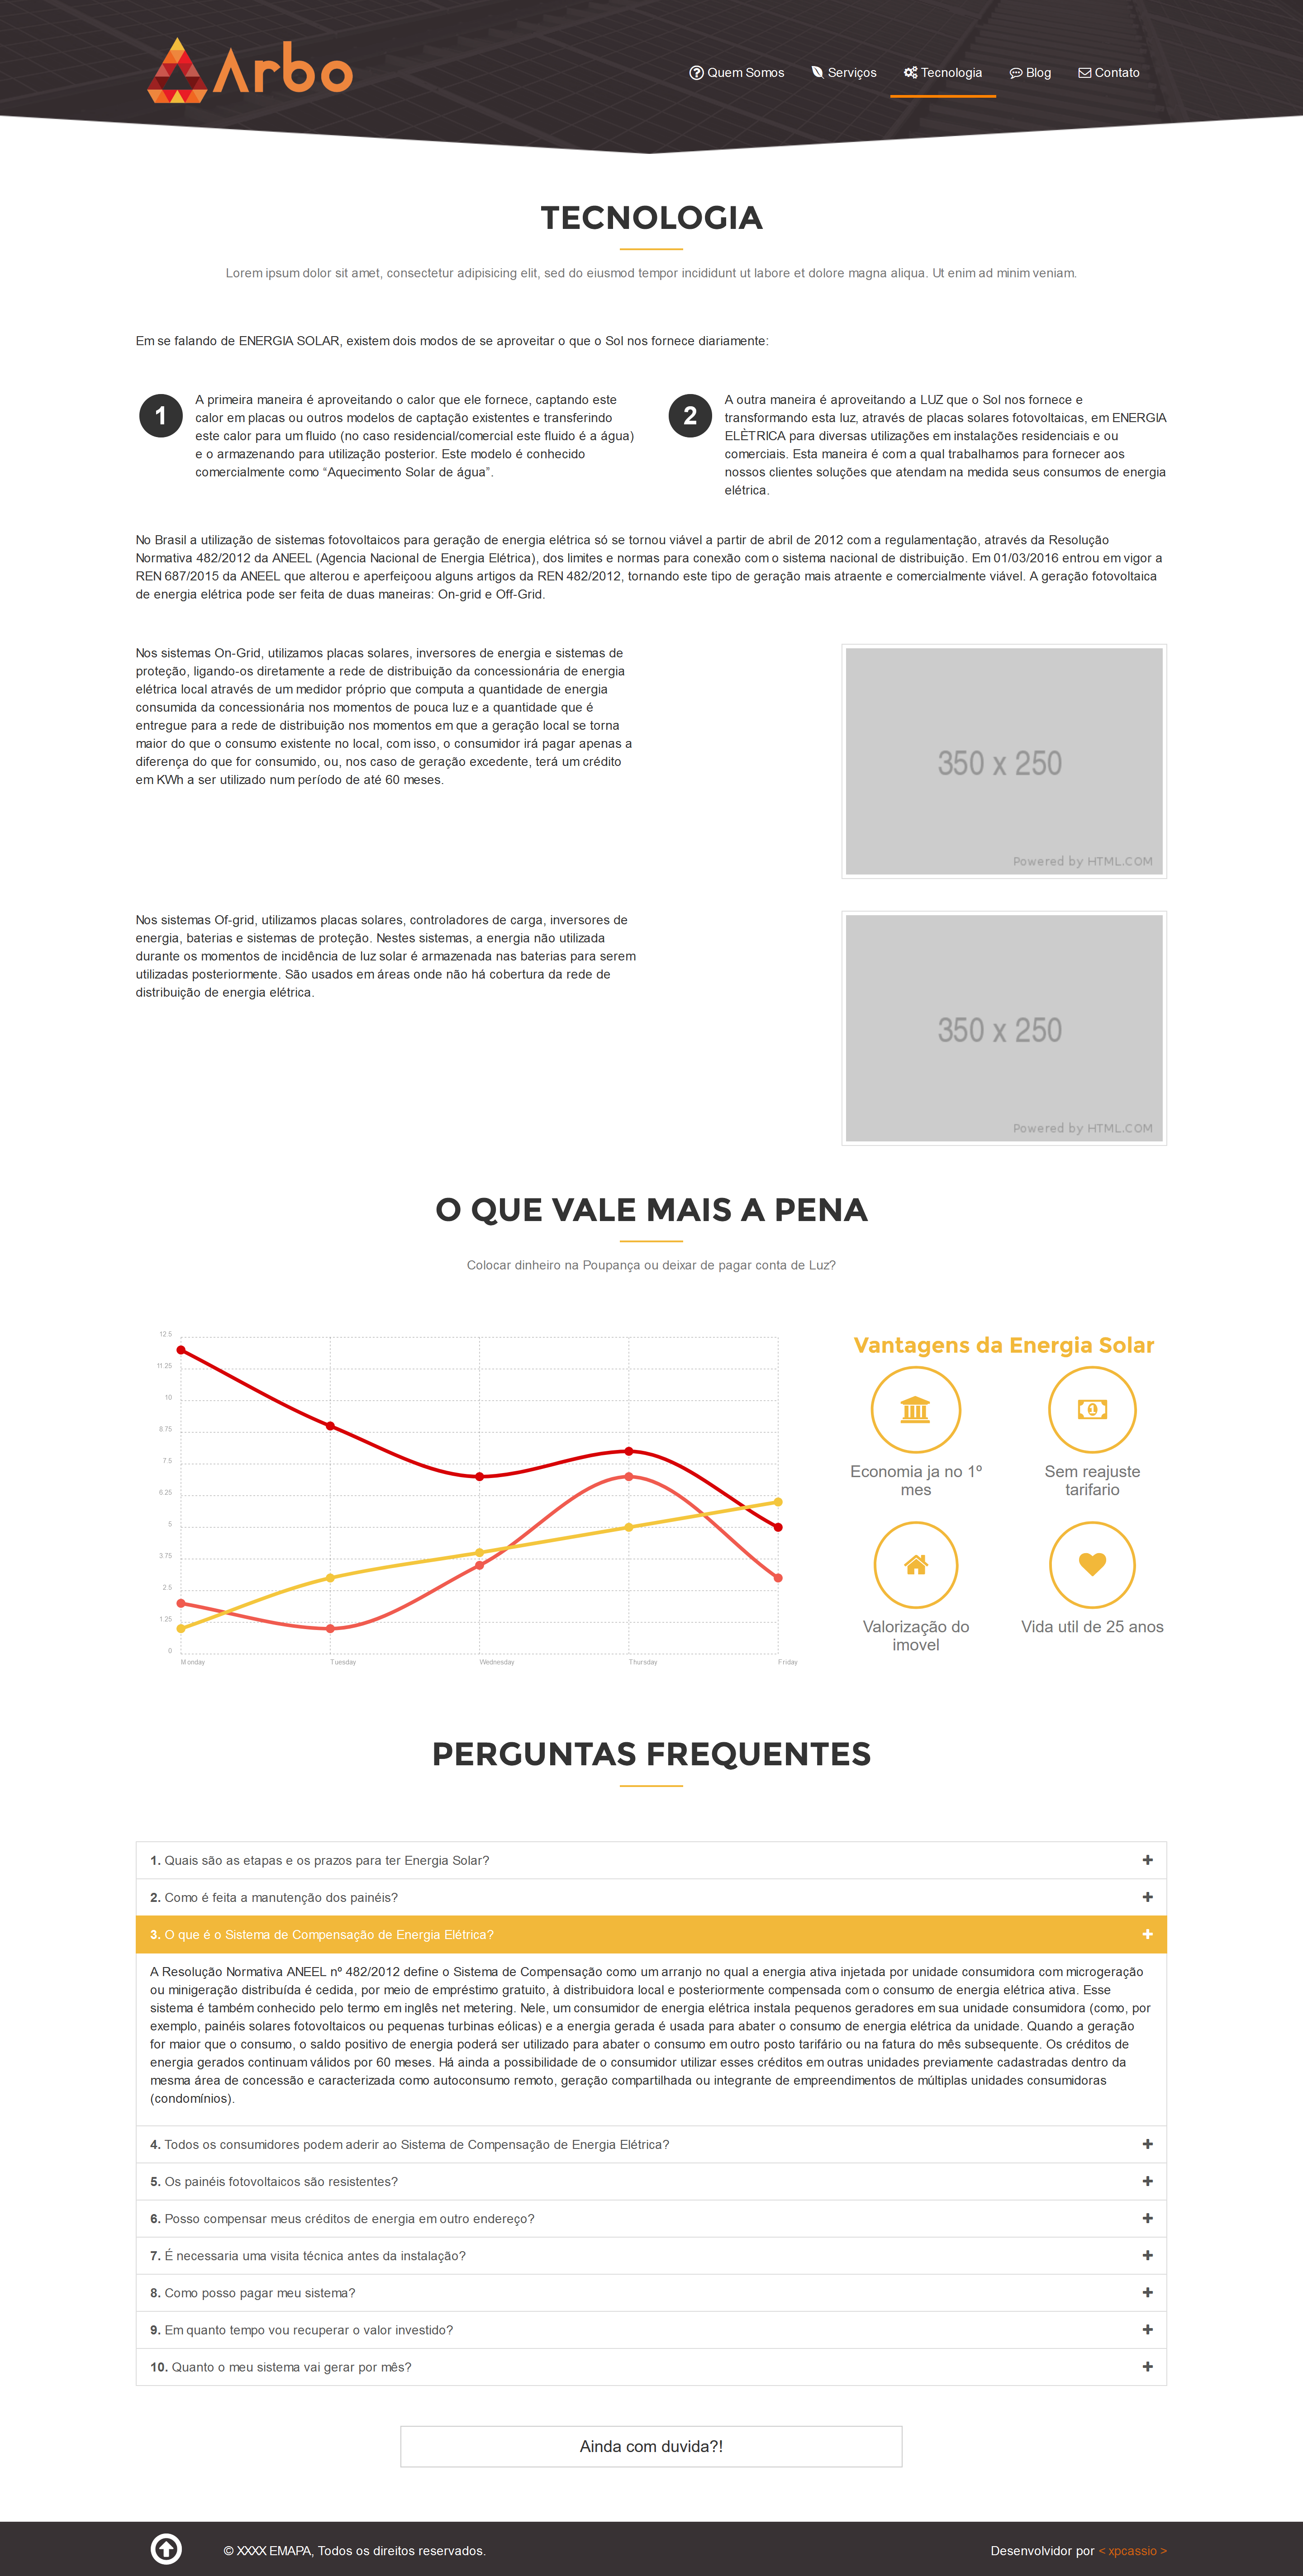 Arbo
Quem Somos
Serviços
Tecnologia
Blog
Contato
TECNOLOGIA
Lorem ipsum dolor sit amet, consectetur adipisicing elit, sed do eiusmod tempor incididunt ut labore et dolore magna aliqua. Ut enim ad minim veniam.
Em se falando de ENERGIA SOLAR, existem dois modos de se aproveitar o que o Sol nos fornece diariamente:
1
A primeira maneira é aproveitando o calor que ele fornece, captando este
calor em placas ou outros modelos de captação existentes e transferindo
este calor para um fluido (no caso residencial/comercial este fluido é a água)
e o armazenando para utilização posterior. Este modelo é conhecido
comercialmente como “Aquecimento Solar de água”.
2
A outra maneira é aproveitando a LUZ que o Sol nos fornece e
transformando esta luz, através de placas solares fotovoltaicas, em ENERGIA
ELÈTRICA para diversas utilizações em instalações residenciais e ou
comerciais. Esta maneira é com a qual trabalhamos para fornecer aos
nossos clientes soluções que atendam na medida seus consumos de energia
elétrica.
No Brasil a utilização de sistemas fotovoltaicos para geração de energia elétrica só se tornou viável a partir de abril de 2012 com a regulamentação, através da Resolução
Normativa 482/2012 da ANEEL (Agencia Nacional de Energia Elétrica), dos limites e normas para conexão com o sistema nacional de distribuição. Em 01/03/2016 entrou em vigor a
REN 687/2015 da ANEEL que alterou e aperfeiçoou alguns artigos da REN 482/2012, tornando este tipo de geração mais atraente e comercialmente viável. A geração fotovoltaica
de energia elétrica pode ser feita de duas maneiras: On-grid e Off-Grid.
Nos sistemas On-Grid, utilizamos placas solares, inversores de energia e sistemas de
proteção, ligando-os diretamente a rede de distribuição da concessionária de energia
elétrica local através de um medidor próprio que computa a quantidade de energia
consumida da concessionária nos momentos de pouca luz e a quantidade que é
entregue para a rede de distribuição nos momentos em que a geração local se torna
maior do que o consumo existente no local, com isso, o consumidor irá pagar apenas a
diferença do que for consumido, ou, nos caso de geração excedente, terá um crédito
em KWh a ser utilizado num período de até 60 meses.
350 x 250
Powered by HTML.COM
Nos sistemas Of-grid, utilizamos placas solares, controladores de carga, inversores de
energia, baterias e sistemas de proteção. Nestes sistemas, a energia não utilizada
durante os momentos de incidência de luz solar é armazenada nas baterias para serem
utilizadas posteriormente. São usados em áreas onde não há cobertura da rede de
distribuição de energia elétrica.
350 x 250
Powered by HTML.COM
O QUE VALE MAIS A PENA
Colocar dinheiro na Poupança ou deixar de pagar conta de Luz?
12.5
11.25
10
8.75
7.5
6.25
5
3.75
2.5
1.25
0
Monday
Tuesday
Wednesday
Thursday
Friday
Vantagens da Energia Solar
1
Economia ja no 1º
mes
Sem reajuste
tarifario
Valorização do
imovel
Vida util de 25 anos
PERGUNTAS FREQUENTES
1. Quais são as etapas e os prazos para ter Energia Solar?
2. Como é feita a manutenção dos painéis?
3. O que é o Sistema de Compensação de Energia Elétrica?
A Resolução Normativa ANEEL nº 482/2012 define o Sistema de Compensação como um arranjo no qual a energia ativa injetada por unidade consumidora com microgeração
ou minigeração distribuída é cedida, por meio de empréstimo gratuito, à distribuidora local e posteriormente compensada com o consumo de energia elétrica ativa. Esse
sistema é também conhecido pelo termo em inglês net metering. Nele, um consumidor de energia elétrica instala pequenos geradores em sua unidade consumidora (como, por
exemplo, painéis solares fotovoltaicos ou pequenas turbinas eólicas) e a energia gerada é usada para abater o consumo de energia elétrica da unidade. Quando a geração
for maior que o consumo, o saldo positivo de energia poderá ser utilizado para abater o consumo em outro posto tarifário ou na fatura do mês subsequente. Os créditos de
energia gerados continuam válidos por 60 meses. Há ainda a possibilidade de o consumidor utilizar esses créditos em outras unidades previamente cadastradas dentro da
mesma área de concessão e caracterizada como autoconsumo remoto, geração compartilhada ou integrante de empreendimentos de múltiplas unidades consumidoras
(condomínios).
4. Todos os consumidores podem aderir ao Sistema de Compensação de Energia Elétrica?
5. Os painéis fotovoltaicos são resistentes?
6. Posso compensar meus créditos de energia em outro endereço?
7. É necessaria uma visita técnica antes da instalação?
8. Como posso pagar meu sistema?
9. Em quanto tempo vou recuperar o valor investido?
10. Quanto o meu sistema vai gerar por mês?
Ainda com duvida?!
© XXXX EMAPA, Todos os direitos reservados.
Desenvolvidor por < xpcassio >